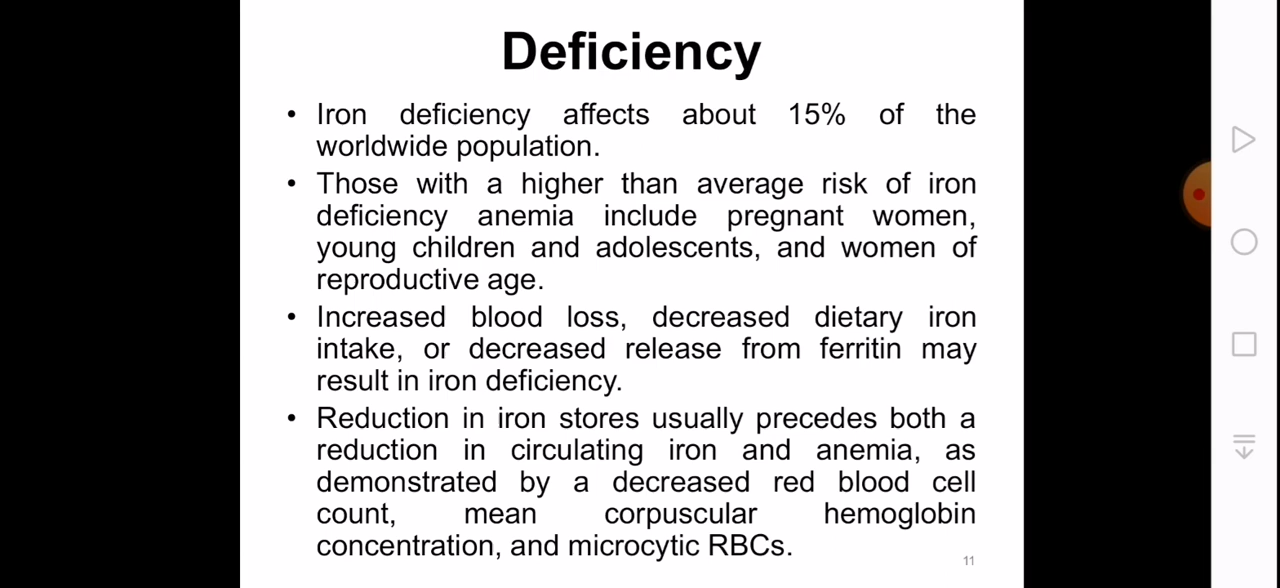 Deficiency
• Iron deficiency affects about 15% of the
worldwide population.
• Those with a higher than average risk of iron
deficiency anemia include pregnant women,
young children and adolescents, and women of
reproductive age.
• Increased blood loss, decreased dietary iron
intake, or decreased release from ferritin may
result in iron deficiency.
• Reduction in iron stores usually precedes both a
reduction in circulating iron and anemia, as
demonstrated by a decreased red blood cell
count, mean corpuscular hemoglobin
concentration, and microcytic RBCs.
11